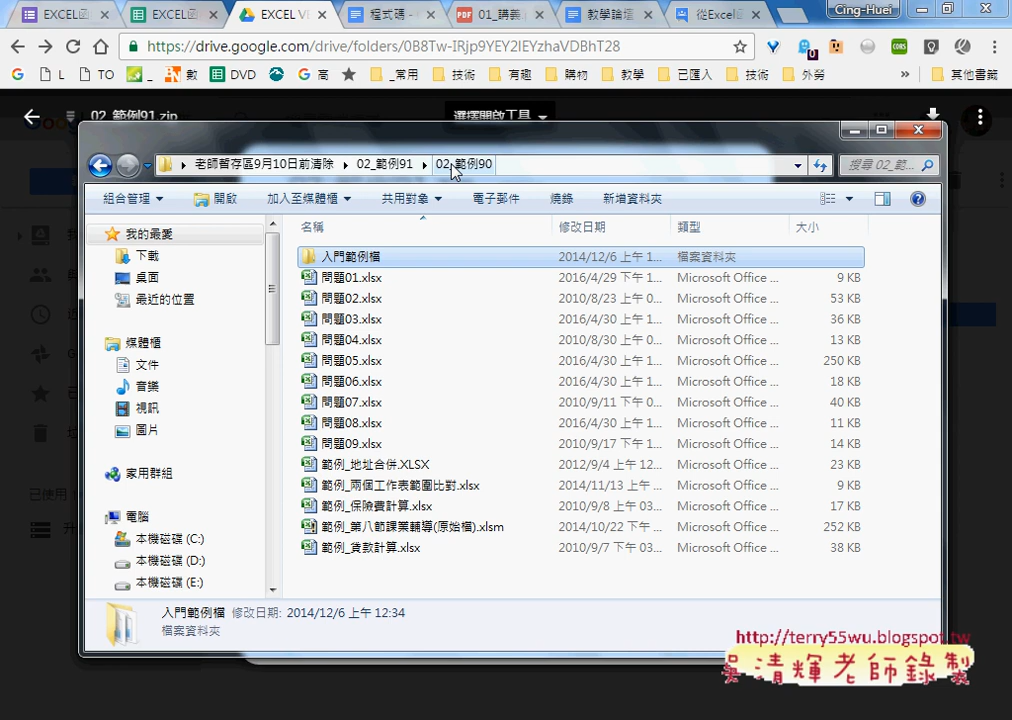 EXCEL函
EXCEL函
EXCEL V
程式碼 -
01_講義
教學論壇
從Excel
Cing-Huei
https://drive.google.com/drive/folders/0B8Tw-IRjp9YEY2lEYzhaVDBhT28
L
TO
數
DVD
高
_常用
技術
有趣
購物
教學
已匯入
技術
外勞
»
其他書籤
02_範例91.zip
選擇開啟工具
老師暫存區9月10日前清除
02_範例91
02_範例90
搜尋 02_範...
組合管理
開啟
加入至媒體櫃
共用對象
電子郵件
燒錄
新增資料夾
我的最愛
下載
桌面
最近的位置
媒體櫃
文件
音樂
視訊
圖片
家用群組
電腦
本機磁碟 (C:)
本機磁碟 (D:)
本機磁碟 (E:)
名稱 修改日期 類型 大小
入門範例檔 2014/12/6 上午 1... 檔案資料夾
問題01.xlsx 2016/4/29 下午 1... Microsoft Office ... 9 KB
問題02.xlsx 2010/8/23 上午 0... Microsoft Office ... 53 KB
問題03.xlsx 2016/4/30 上午 1... Microsoft Office ... 36 KB
問題04.xlsx 2010/8/30 上午 0... Microsoft Office ... 13 KB
問題05.xlsx 2016/4/30 上午 1... Microsoft Office ... 250 KB
問題06.xlsx 2016/4/30 上午 1... Microsoft Office ... 18 KB
問題07.xlsx 2010/9/11 下午 0... Microsoft Office ... 40 KB
問題08.xlsx 2016/4/30 上午 1... Microsoft Office ... 11 KB
問題09.xlsx 2010/9/17 下午 1... Microsoft Office ... 14 KB
範例_地址合併.XLSX 2012/9/4 上午 12... Microsoft Office ... 23 KB
範例_兩個工作表範圍比對.xlsx 2014/11/13 上午... Microsoft Office ... 9 KB
範例_保險費計算.xlsx 2010/9/8 上午 03... Microsoft Office ... 17 KB
範例_第八節課業輔導(原始檔).xlsm 2014/10/22 下午... Microsoft Office ... 252 KB
範例_貨款計算.xlsx 2010/9/7 下午 03... Microsoft Office ... 38 KB
入門範例檔 修改日期: 2014/12/6 上午 12:34
檔案資料夾
http://terry55wu.blogspot.tw
吳清輝老師錄製